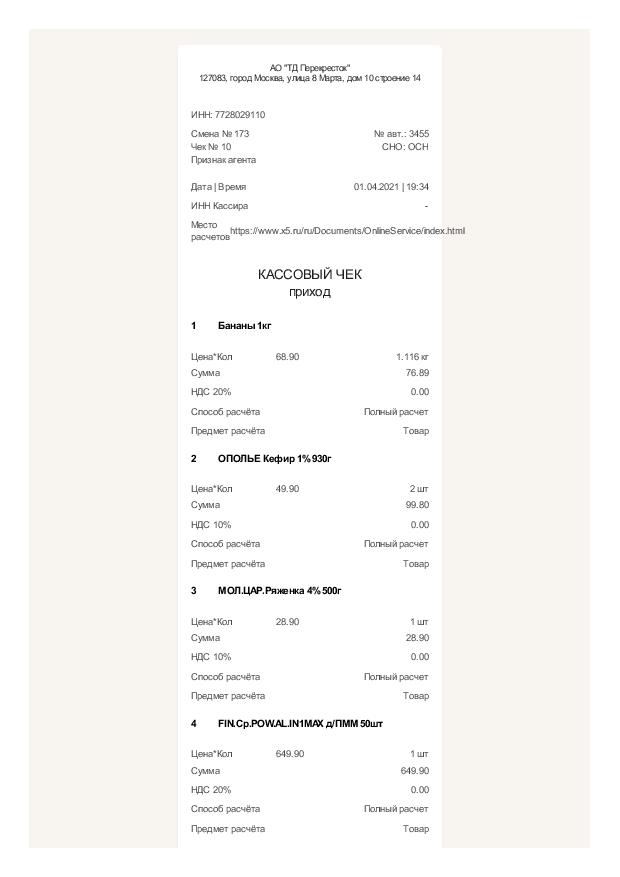 АО "ТД Перекресток"
127083, город Москва, улица 8 Марта, дом 10 строение 14
ИНН: 7728029110
Смена № 173 № авт.: 3455
Чек № 10 СНО: ОСН
Признак агента
Дата | Время 01.04.2021 | 19:34
ИНН Кассира -
Место
расчетов https://www.x5.ru/ru/Documents/OnlineService/index.html
КАССОВЫЙ ЧЕК
приход
1 Бананы 1кг
Цена*Кол 68.90 1.116 кг
Сумма 76.89
НДС 20% 0.00
Способ расчёта Полный расчет
Предмет расчёта Товар
2 ОПОЛЬЕ Кефир 1% 930г
Цена*Кол 49.90 2 шт
Сумма 99.80
НДС 10% 0.00
Способ расчёта Полный расчет
Предмет расчёта Товар
3 МОЛ.ЦАР.Ряженка 4% 500г
Цена*Кол 28.90 1 шт
Сумма 28.90
НДС 10% 0.00
Способ расчёта Полный расчет
Предмет расчёта Товар
4 FIN.Ср.POW.AL.IN1MAX д/ПММ 50шт
Цена*Кол 649.90 1 шт
Сумма 649.90
НДС 20% 0.00
Способ расчёта Полный расчет
Предмет расчёта Товар